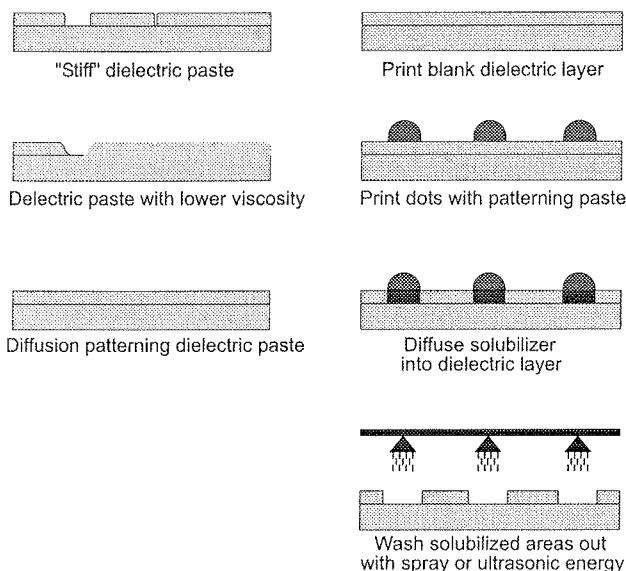 "Stiff" dielectric paste
Delectric paste with lower viscosity
Diffusion patterning dielectric paste
Print blank dielectric layer
Print dots with patterning paste
Diffuse solubilizer
into dielectric layer
Wash solubilized areas out
with spray or ultrasonic energy